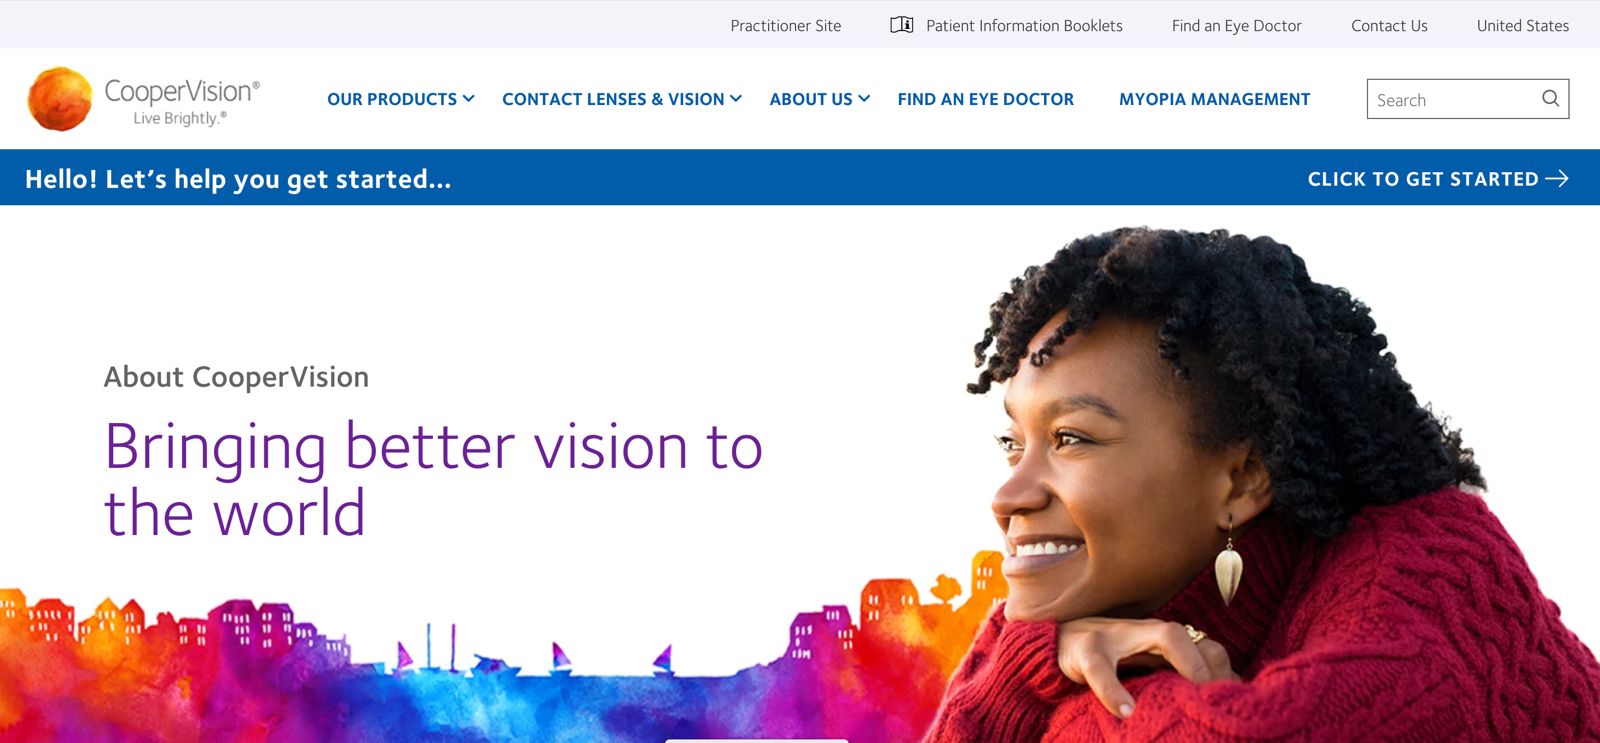 Practitioner Site
Patient Information Booklets
Find an Eye Doctor
Contact Us
United States
CooperVision®
Live Brightly.®
OUR PRODUCTS
CONTACT LENSES & VISION
ABOUT US
FIND AN EYE DOCTOR
MYOPIA MANAGEMENT
Search
Hello! Let’s help you get started...
CLICK TO GET STARTED
About CooperVision
Bringing better vision to
the world